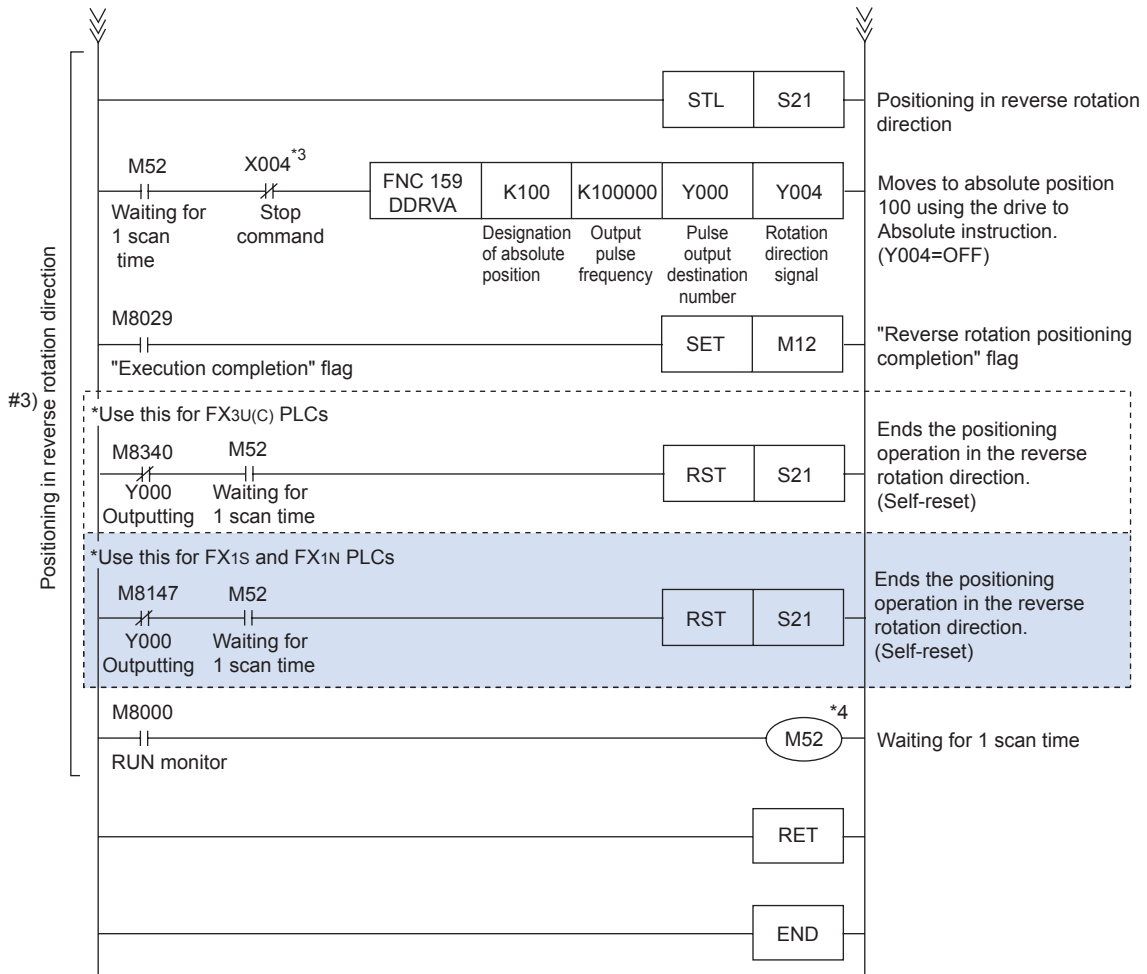 STL S21
Positioning in reverse rotation
direction
M52 X004*3
FNC 159
DDRVA
K100 K100000 Y000 Y004
Waiting for
1 scan
time
Stop
command
Designation
of absolute
position
Output
pulse
frequency
Pulse
output
destination
number
Rotation
direction
signal
Moves to absolute position
100 using the drive to
Absolute instruction.
(Y004=OFF)
M8029
"Execution completion" flag
SET M12
"Reverse rotation positioning
completion" flag
#3)
Positioning in reverse rotation direction
*Use this for FX3U(C) PLCs
M8340 M52
Y000
Outputting
Waiting for
1 scan time
RST S21
Ends the positioning
operation in the reverse
rotation direction.
(Self-reset)
*Use this for FX1S and FX1N PLCs
M8147 M52
Y000
Outputting
Waiting for
1 scan time
RST S21
Ends the positioning
operation in the reverse
rotation direction.
(Self-reset)
M8000
RUN monitor
*4
M52
Waiting for 1 scan time
RET
END